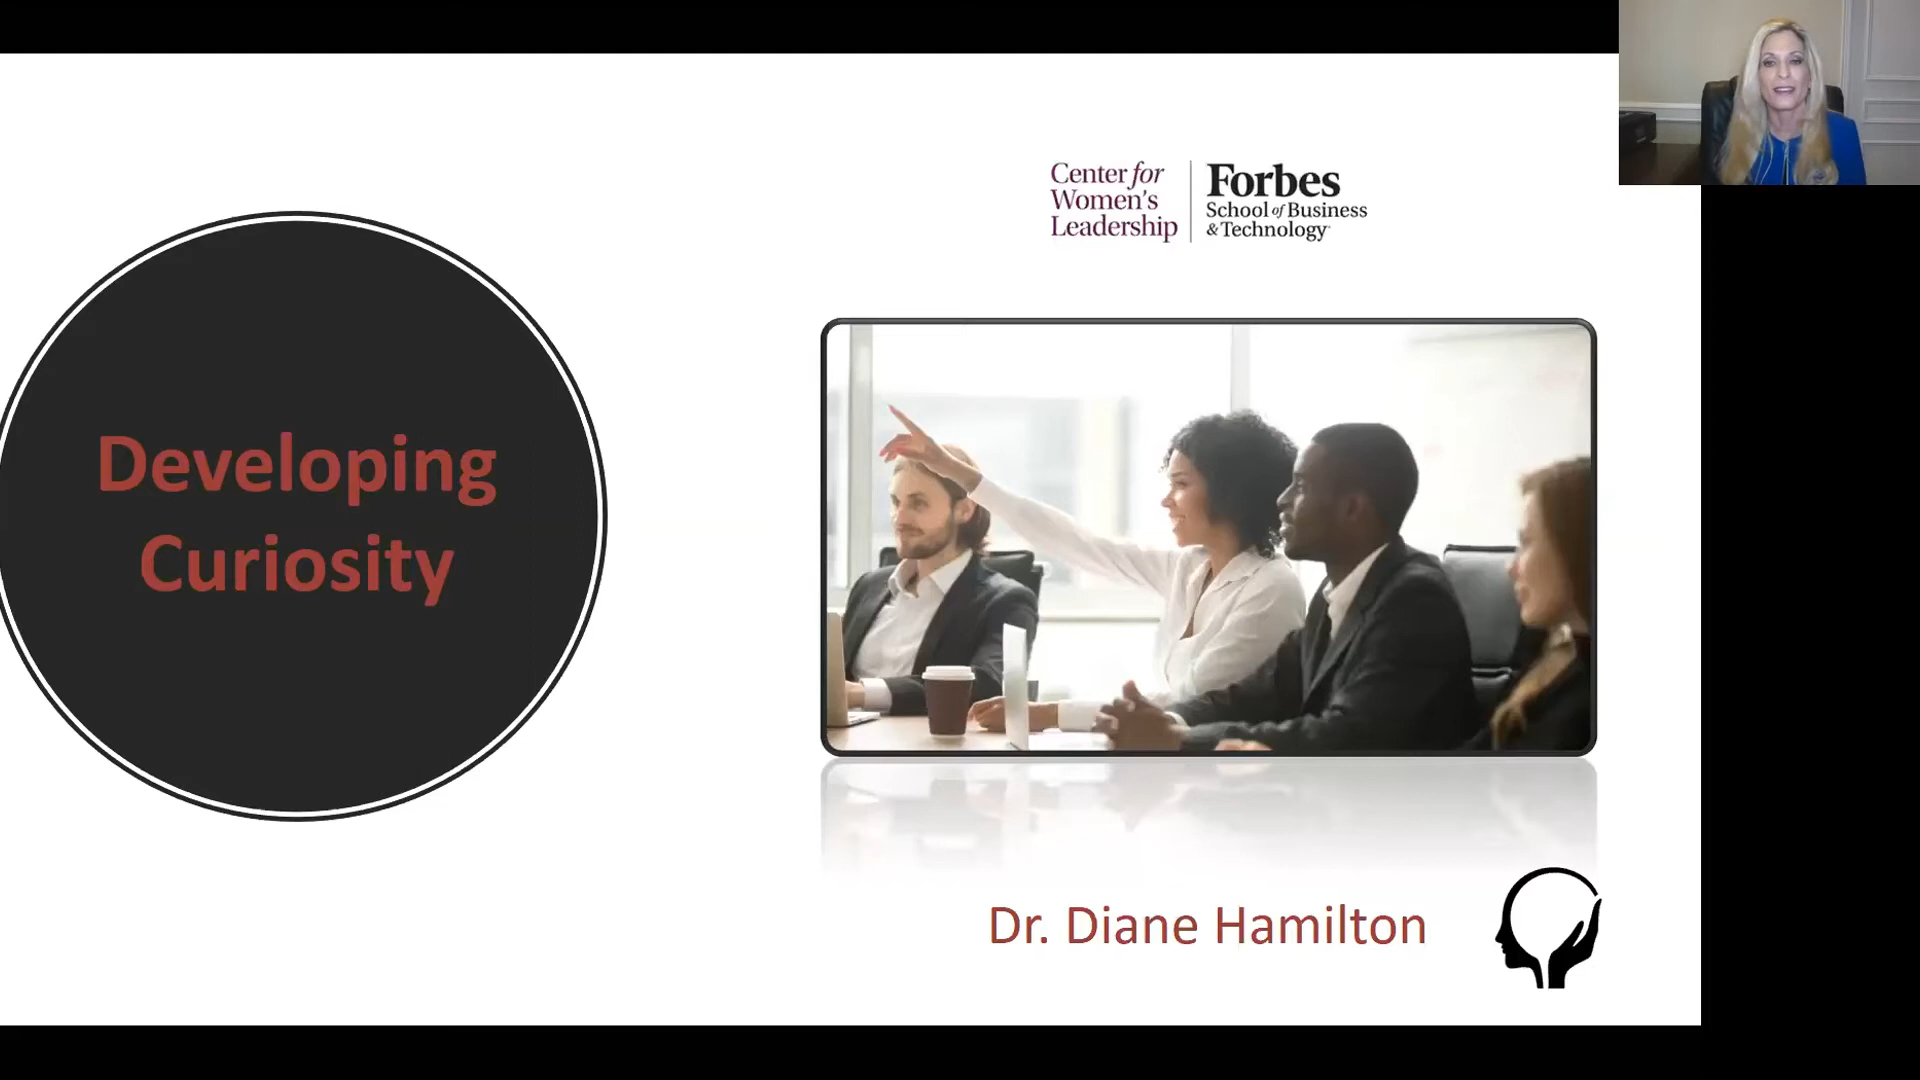 Developing
Curiosity
Center for
Women's
Leadership
Forbes
School of Business
& Technology
Dr. Diane Hamilton